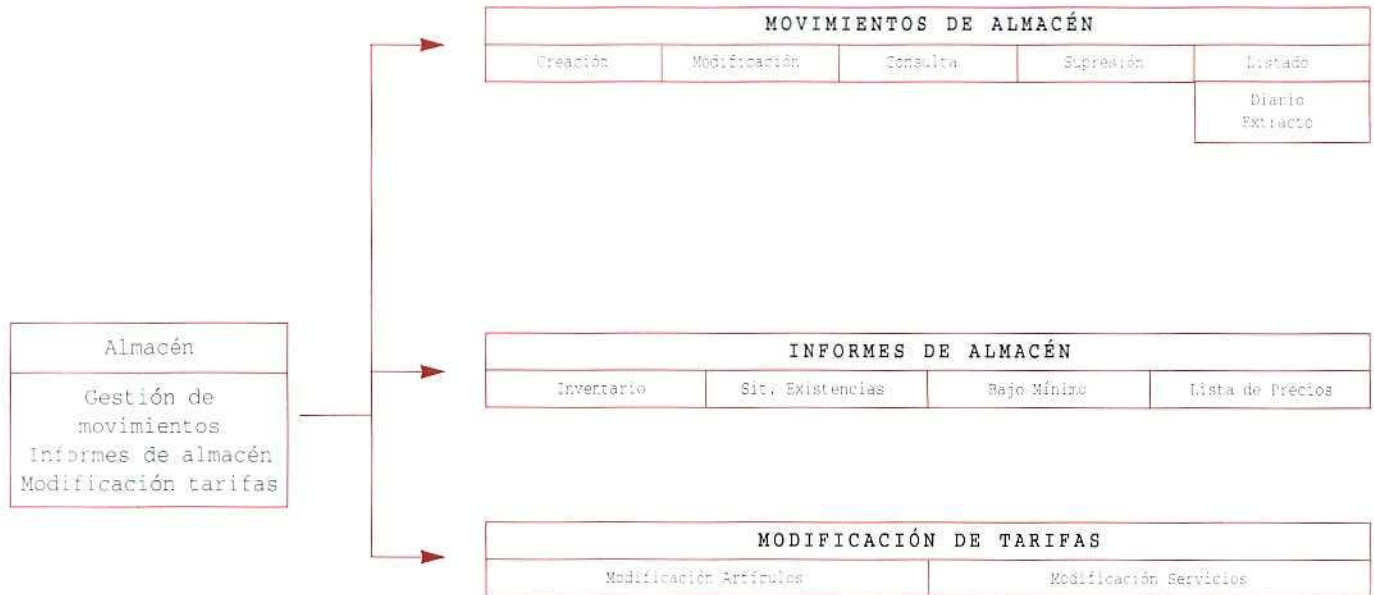 MOVIMIENTOS DE ALMACÉN
Creación Modificación Consulta Supresión Listado
Diario
Extracto
Almacén
Gestión de
movimientos
Informes de almacén
Modificación tarifas
INFORMES DE ALMACÉN
Inventario Sit. Existencias Bajo Mínimo Lista de Precios
MODIFICACIÓN DE TARIFAS
Modificación Artículos Modificación Servicios